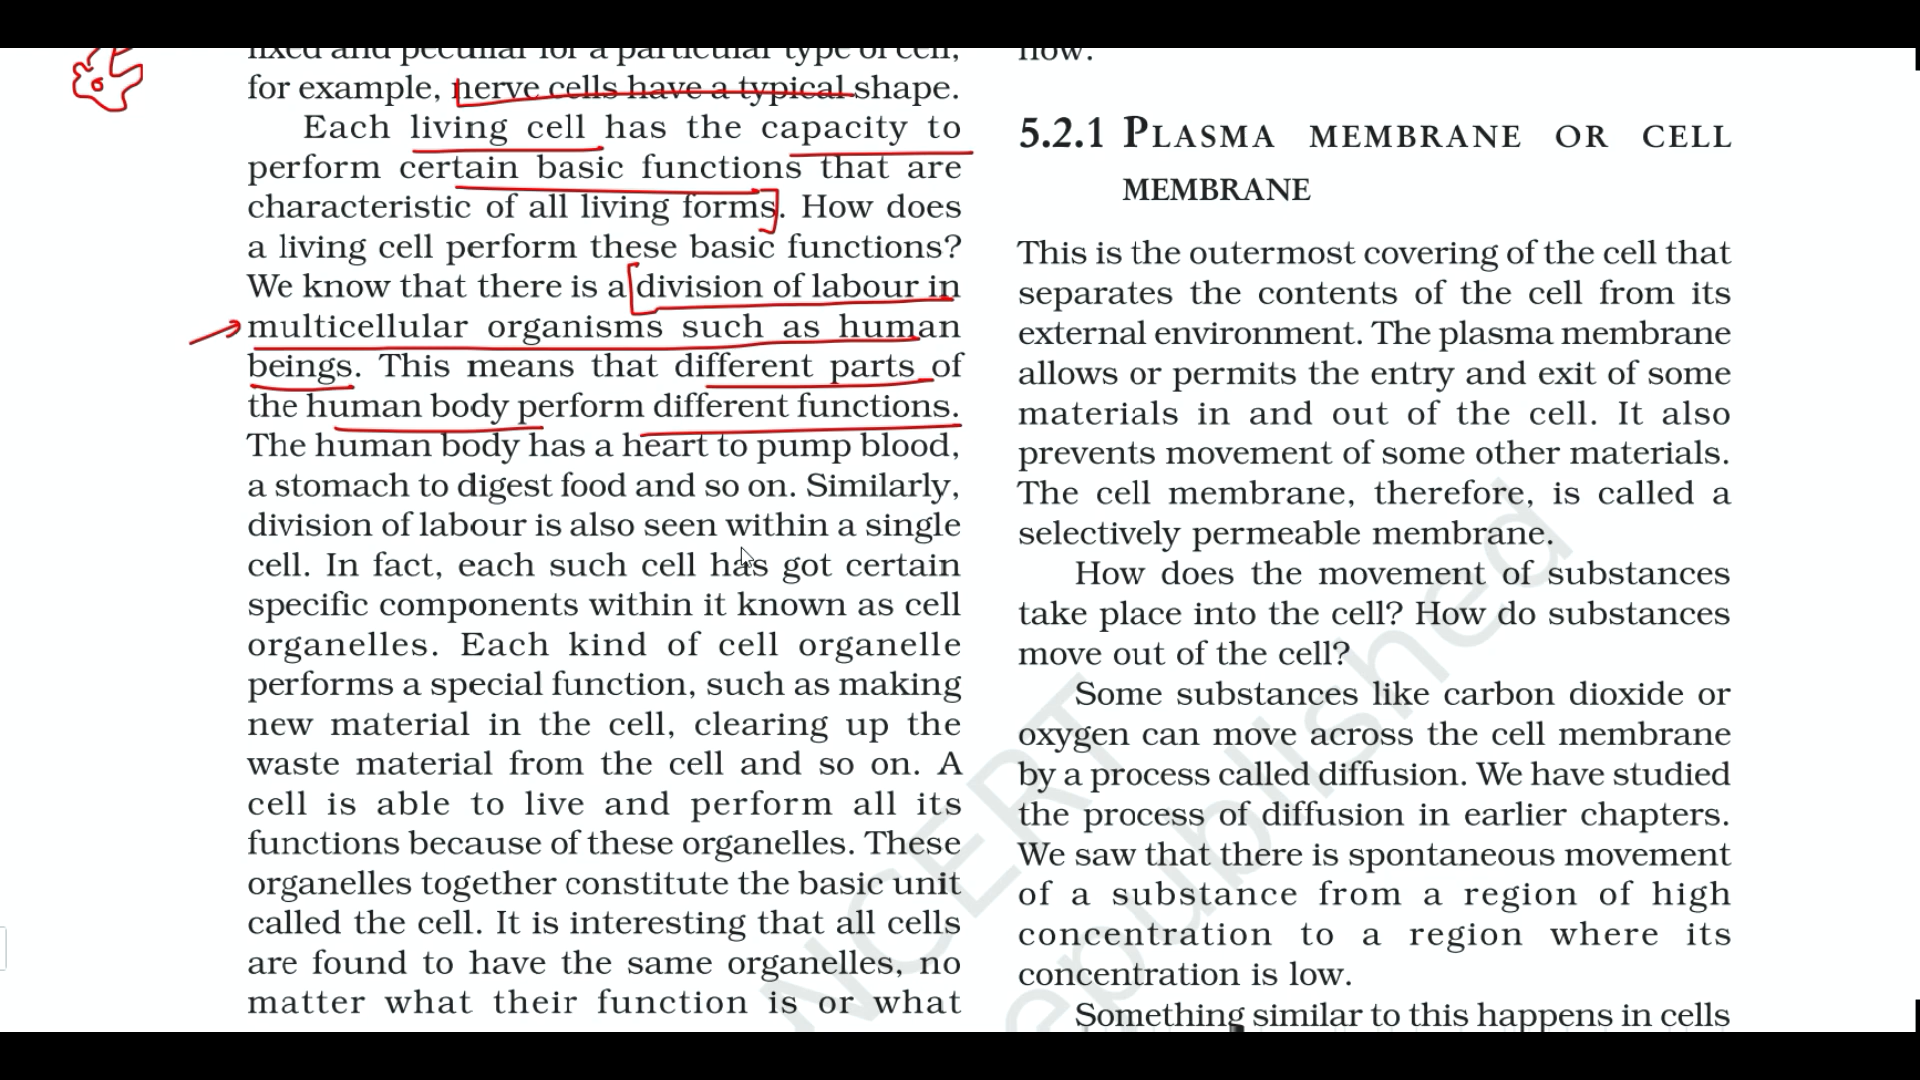 fixed and peculiar for a particular type of cell,
for example, nerve cells have a typical shape.
Each living cell has the capacity to
perform certain basic functions that are
characteristic of all living forms. How does
a living cell perform these basic functions?
We know that there is a division of labour in
multicellular organisms such as human
beings. This means that different parts of
the human body perform different functions.
The human body has a heart to pump blood,
a stomach to digest food and so on. Similarly,
division of labour is also seen within a single
cell. In fact, each such cell has got certain
specific components within it known as cell
organelles. Each kind of cell organelle
performs a special function, such as making
new material in the cell, clearing up the
waste material from the cell and so on. A
cell is able to live and perform all its
functions because of these organelles. These
organelles together constitute the basic unit
called the cell. It is interesting that all cells
are found to have the same organelles, no
matter what their function is or what
now.
5.2.1 PLASMA MEMBRANE OR CELL
MEMBRANE
This is the outermost covering of the cell that
separates the contents of the cell from its
external environment. The plasma membrane
allows or permits the entry and exit of some
materials in and out of the cell. It also
prevents movement of some other materials.
The cell membrane, therefore, is called a
selectively permeable membrane.
How does the movement of substances
take place into the cell? How do substances
move out of the cell?
Some substances like carbon dioxide or
oxygen can move across the cell membrane
by a process called diffusion. We have studied
the process of diffusion in earlier chapters.
We saw that there is spontaneous movement
of a substance from a region of high
concentration to a region where its
concentration is low.
Something similar to this happens in cells
NCERT
republished